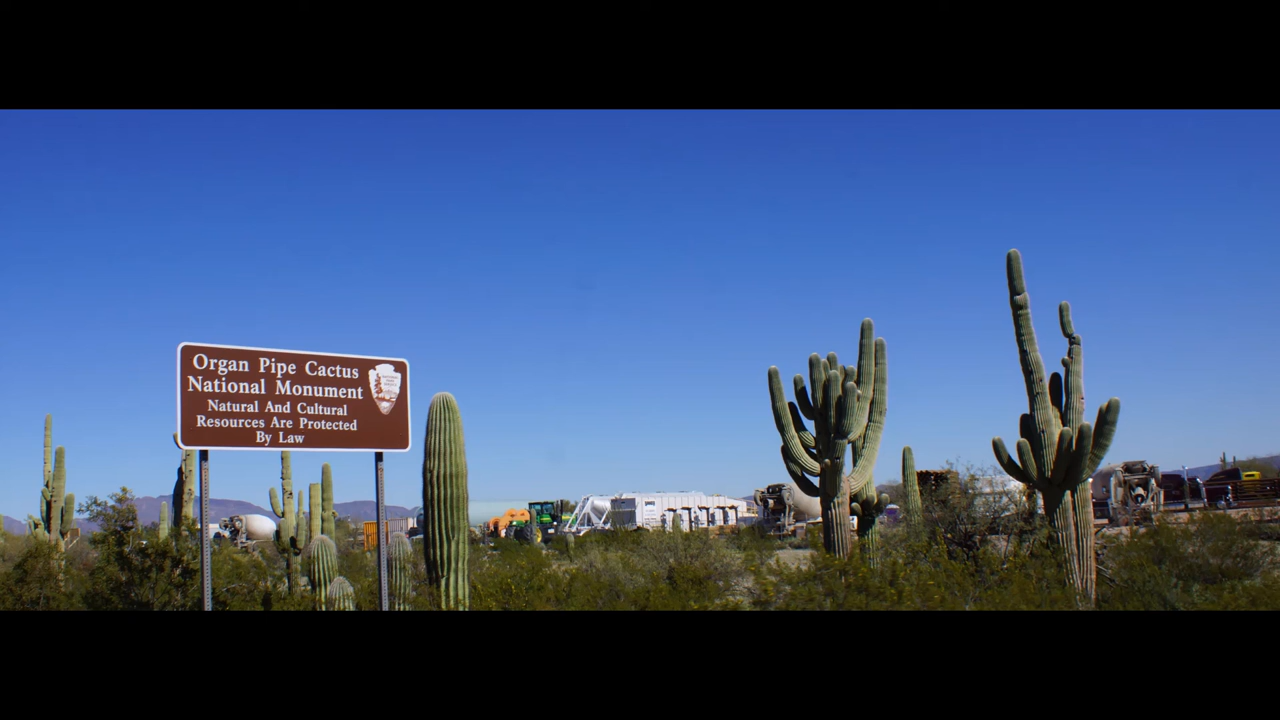 Organ Pipe Cactus
National Monument
Natural And Cultural
Resources Are Protected
By Law